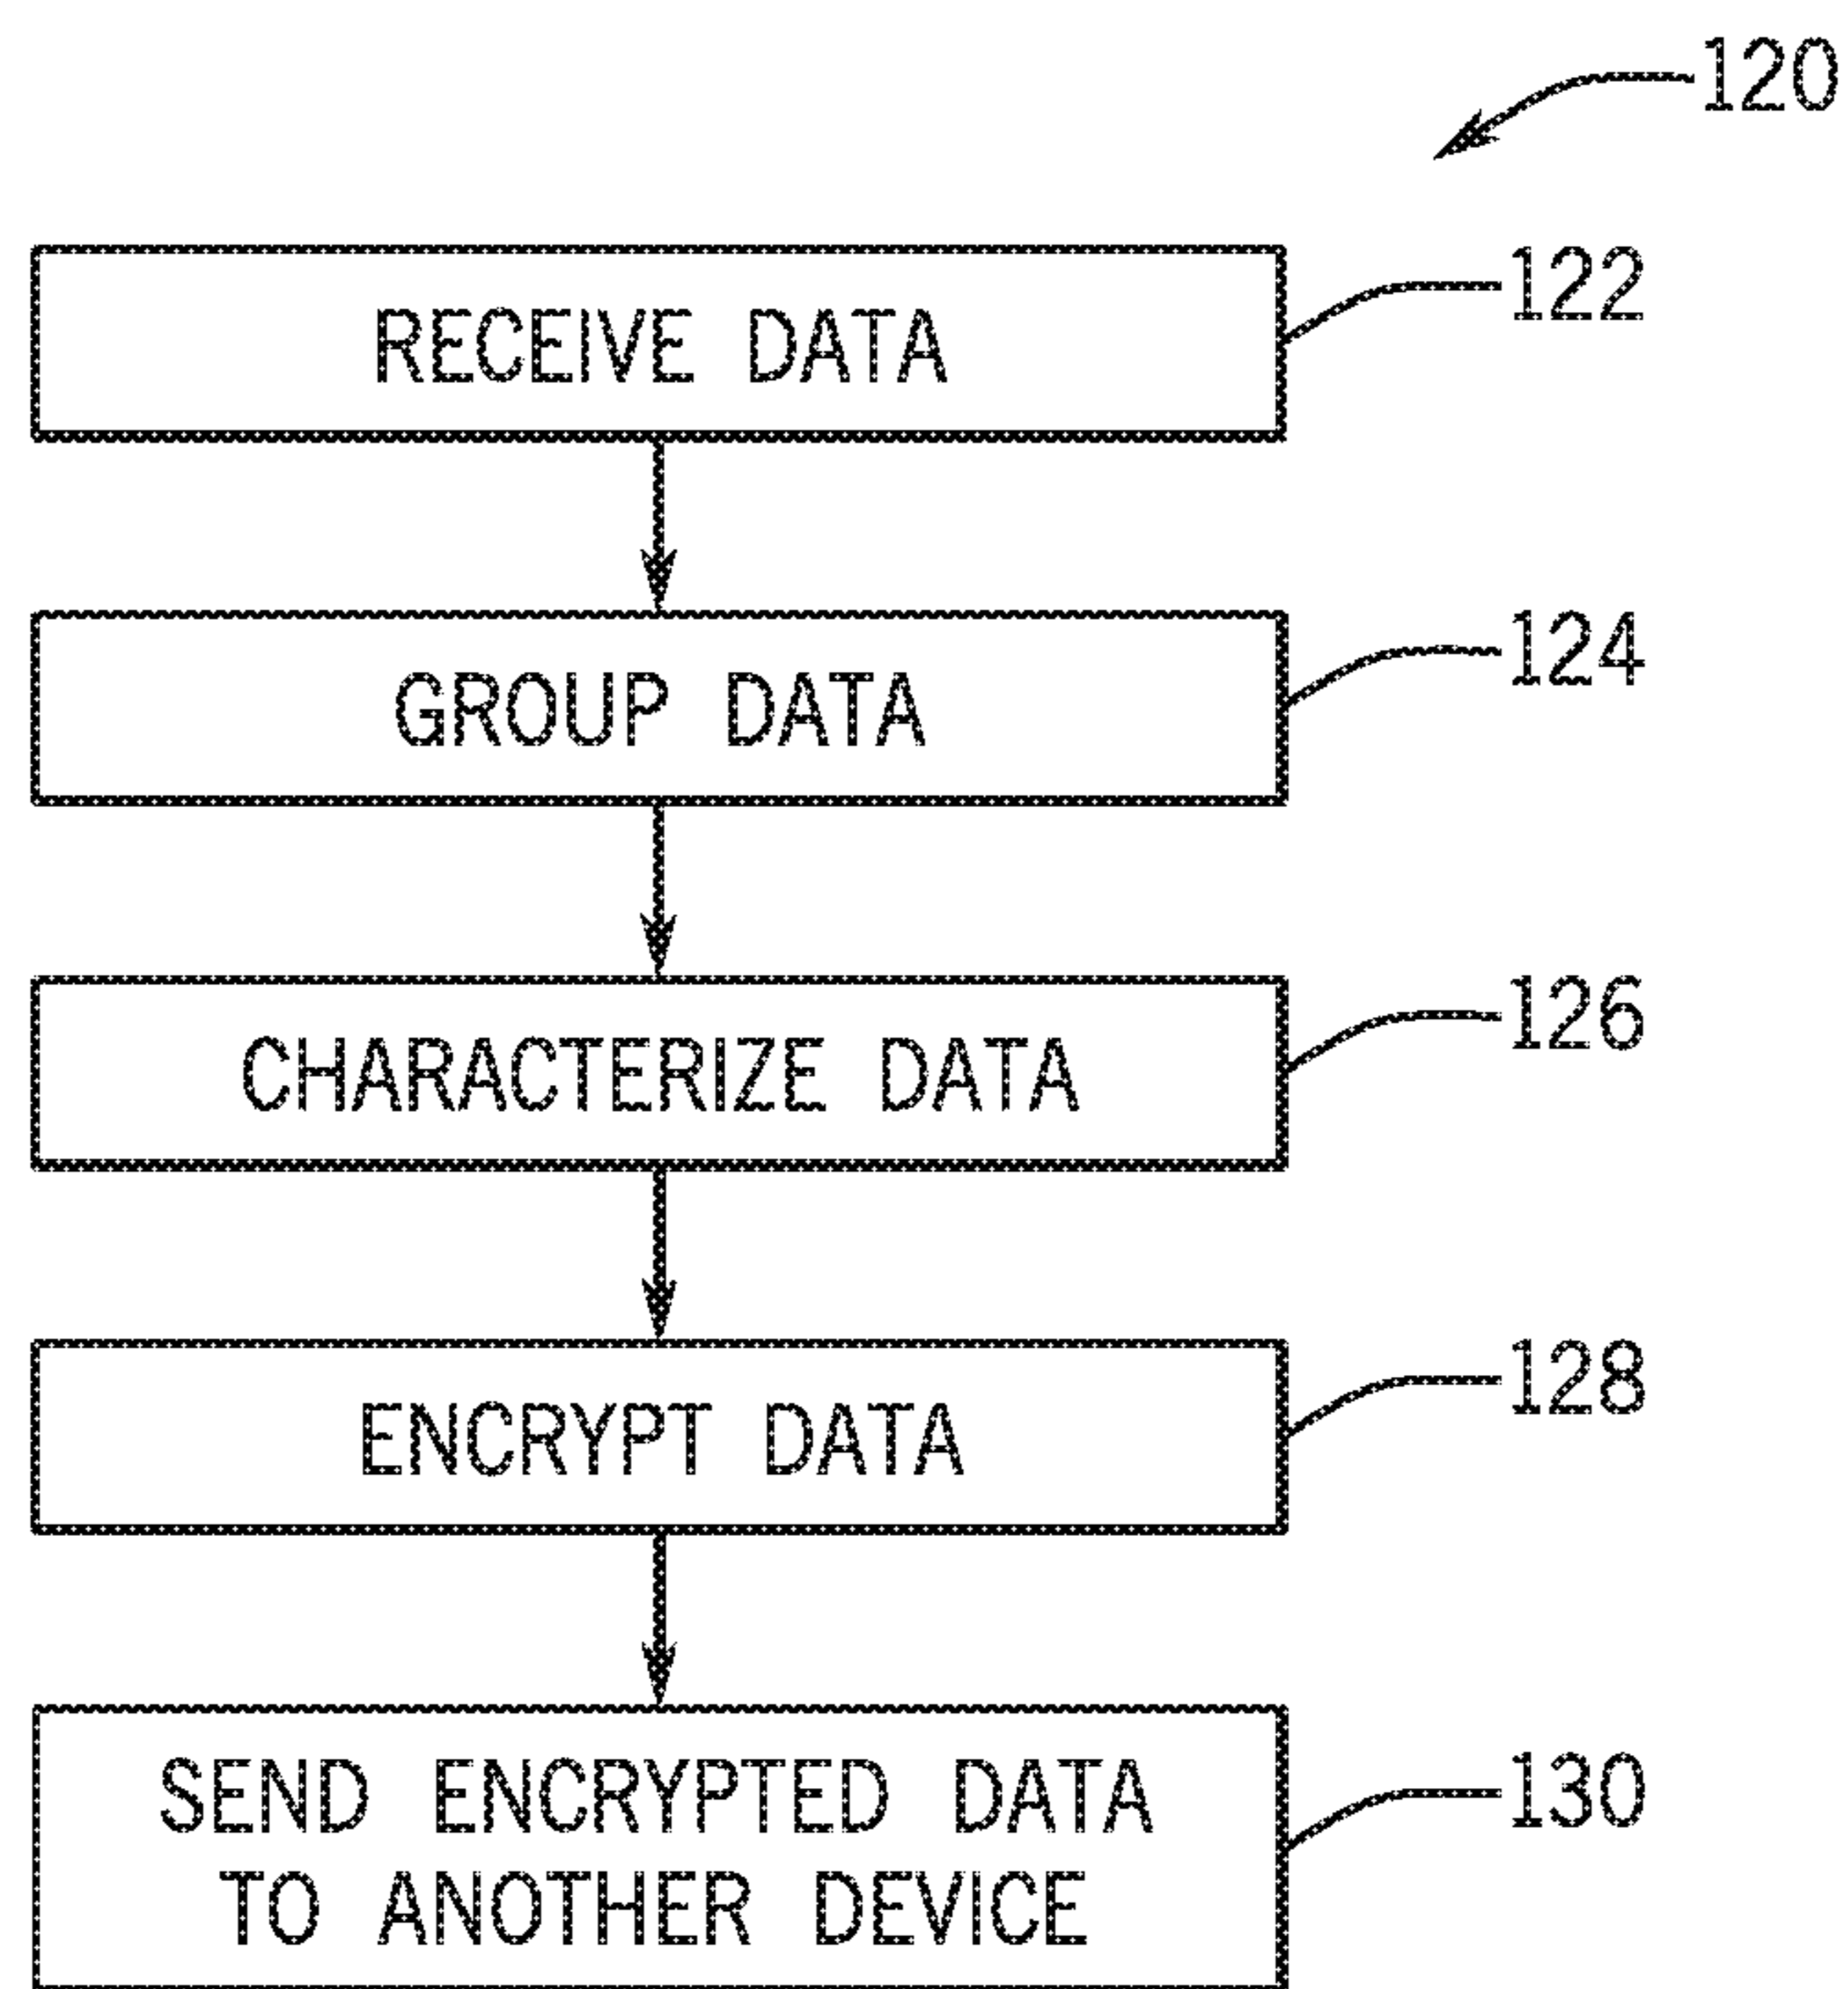 120
RECEIVE DATA
122
GROUP DATA
124
CHARACTERIZE DATA
126
ENCRYPT DATA
128
SEND ENCRYPTED DATA
TO ANOTHER DEVICE
130